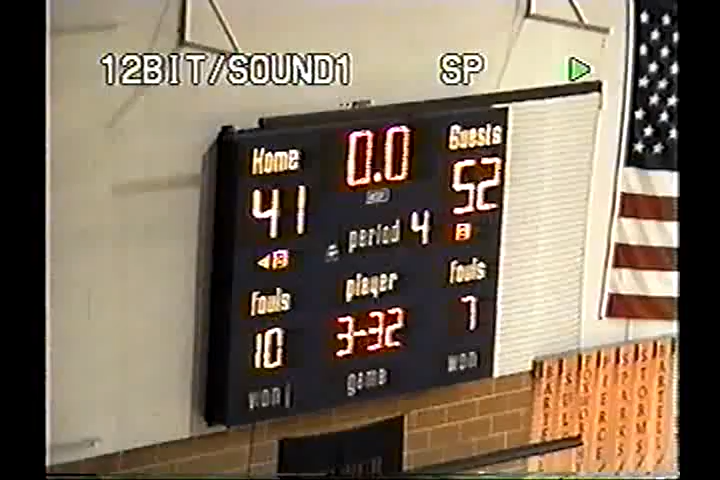 12BIT/SOUND1 SP
Home 0.0 Guests
41 52
period 4
B B
Fouls player Fouls
10 3-32 7
won game won